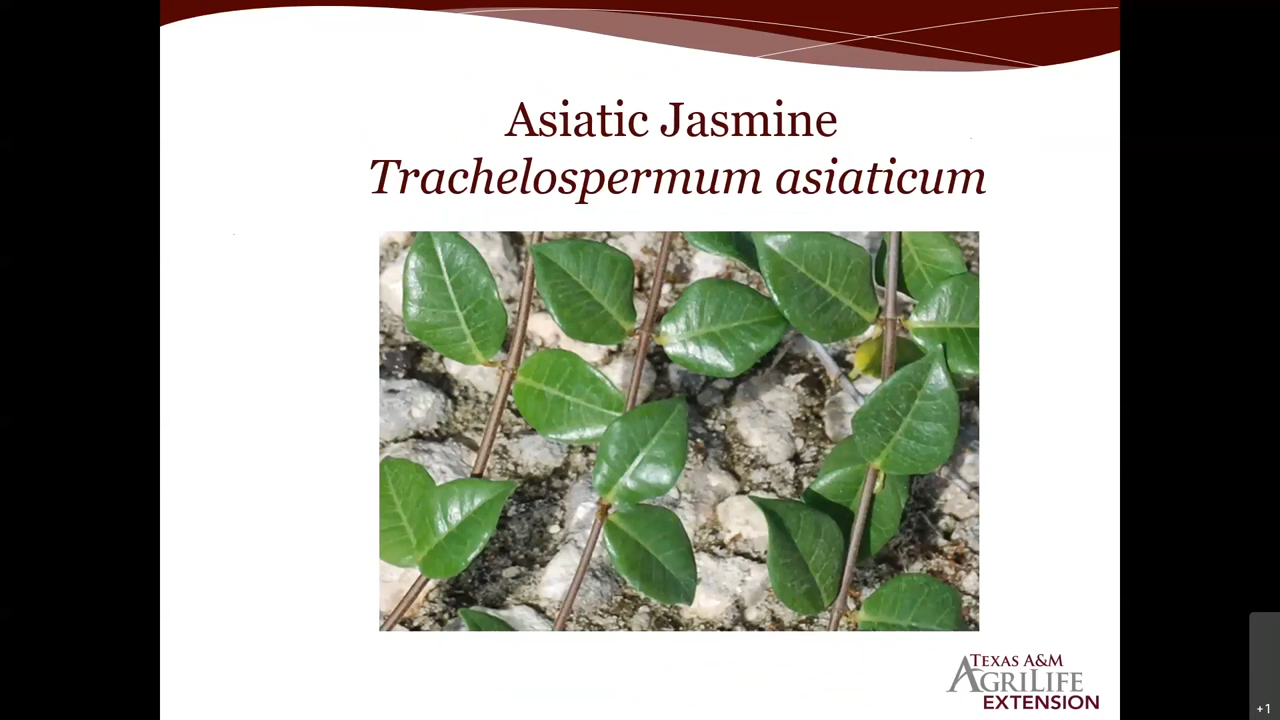 Asiatic Jasmine
Trachelospermum asiaticum
TEXAS A&M
AGRILIFE
EXTENSION
+1